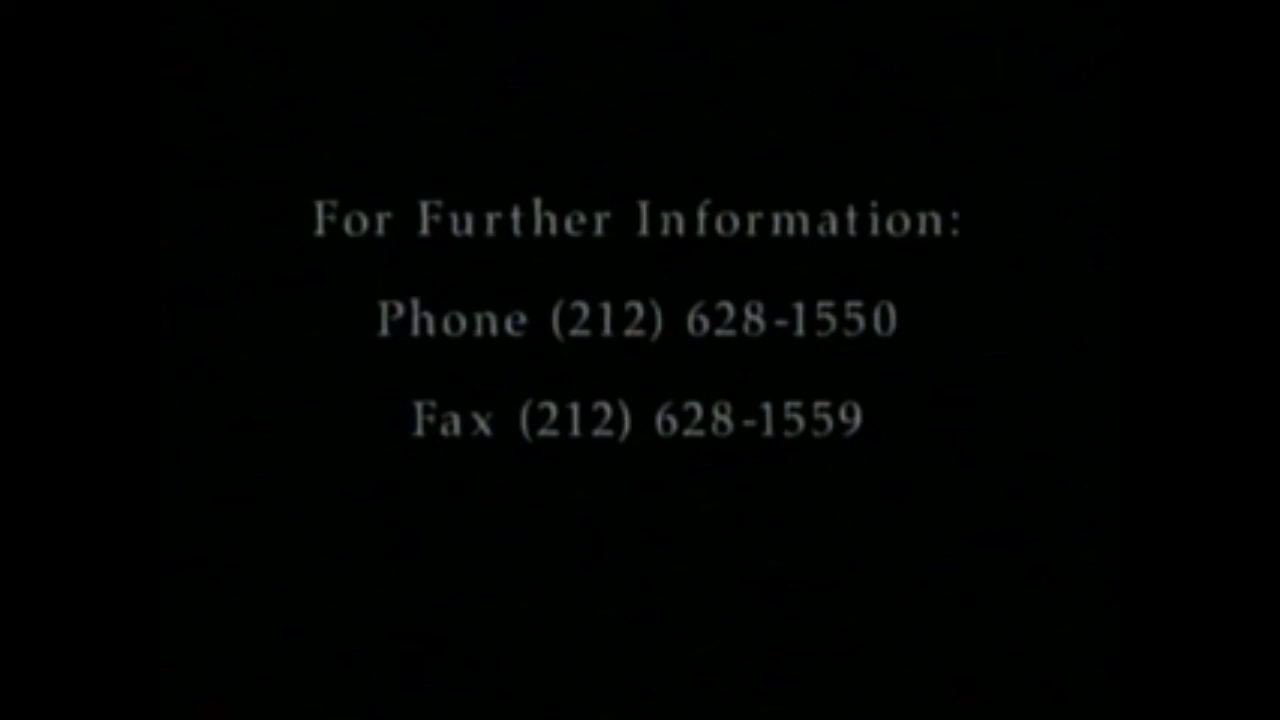 For Further Information:
Phone (212) 628-1550
Fax (212) 628-1559